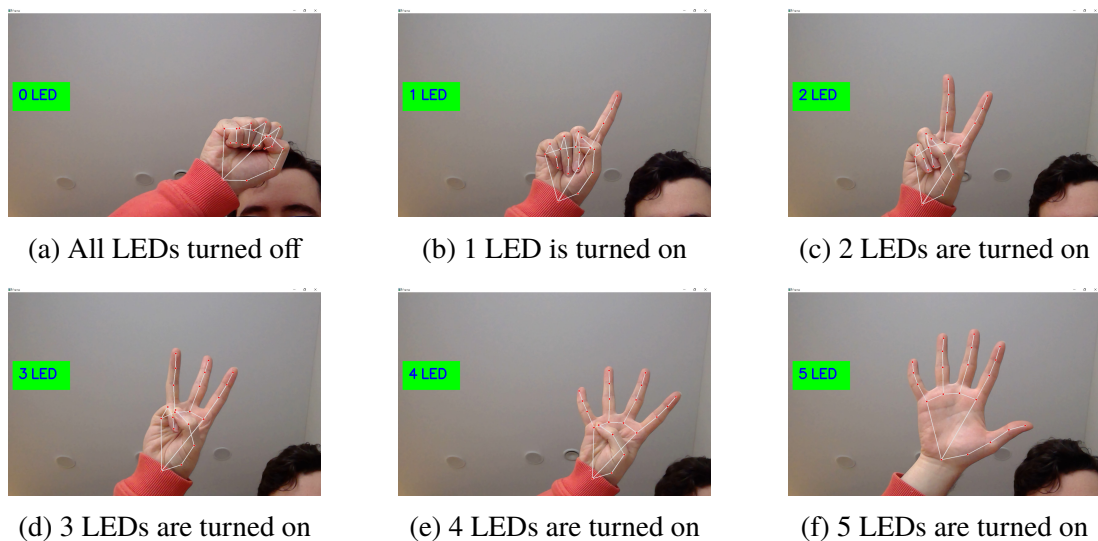 0 LED
1 LED
2 LED
(a) All LEDs turned off
(b) 1 LED is turned on
(c) 2 LEDs are turned on
3 LED
4 LED
5 LED
(d) 3 LEDs are turned on
(e) 4 LEDs are turned on
(f) 5 LEDs are turned on